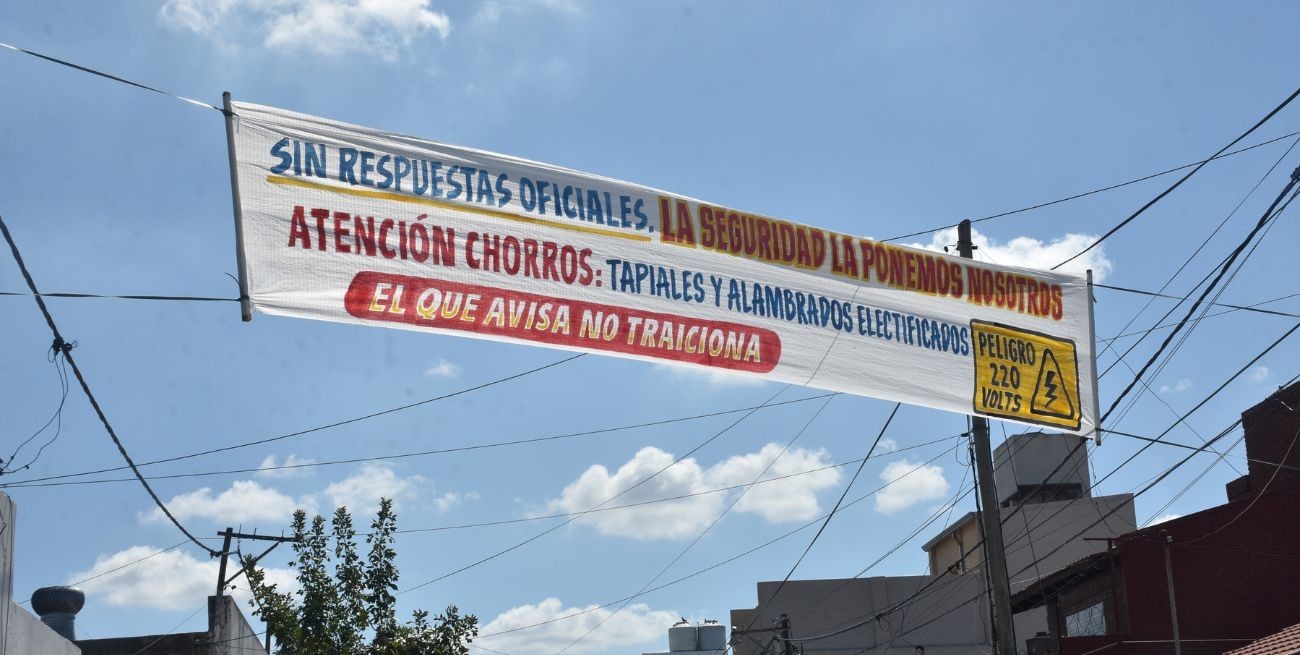 SIN RESPUESTAS OFICIALES, LA SEGURIDAD LA PONEMOS NOSOTROS
ATENCIÓN CHORROS: TAPIALES Y ALAMBRADOS ELECTIFICADOS
EL QUE AVISA NO TRAICIONA
PELIGRO
220
VOLTS